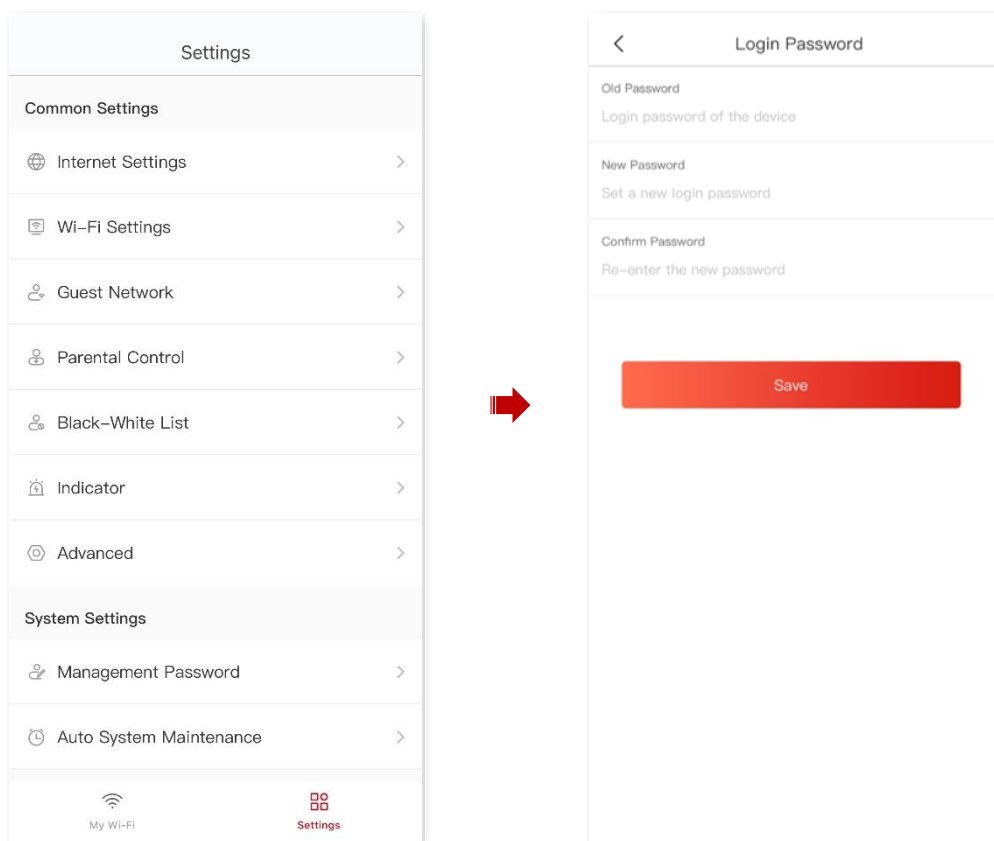 Settings
Common Settings
Internet Settings
Wi-Fi Settings
Guest Network
Parental Control
Black-White List
Indicator
Advanced
System Settings
Management Password
Auto System Maintenance
My Wi-Fi
Settings
Login Password
Old Password
Login password of the device
New Password
Set a new login password
Confirm Password
Re-enter the new password
Save